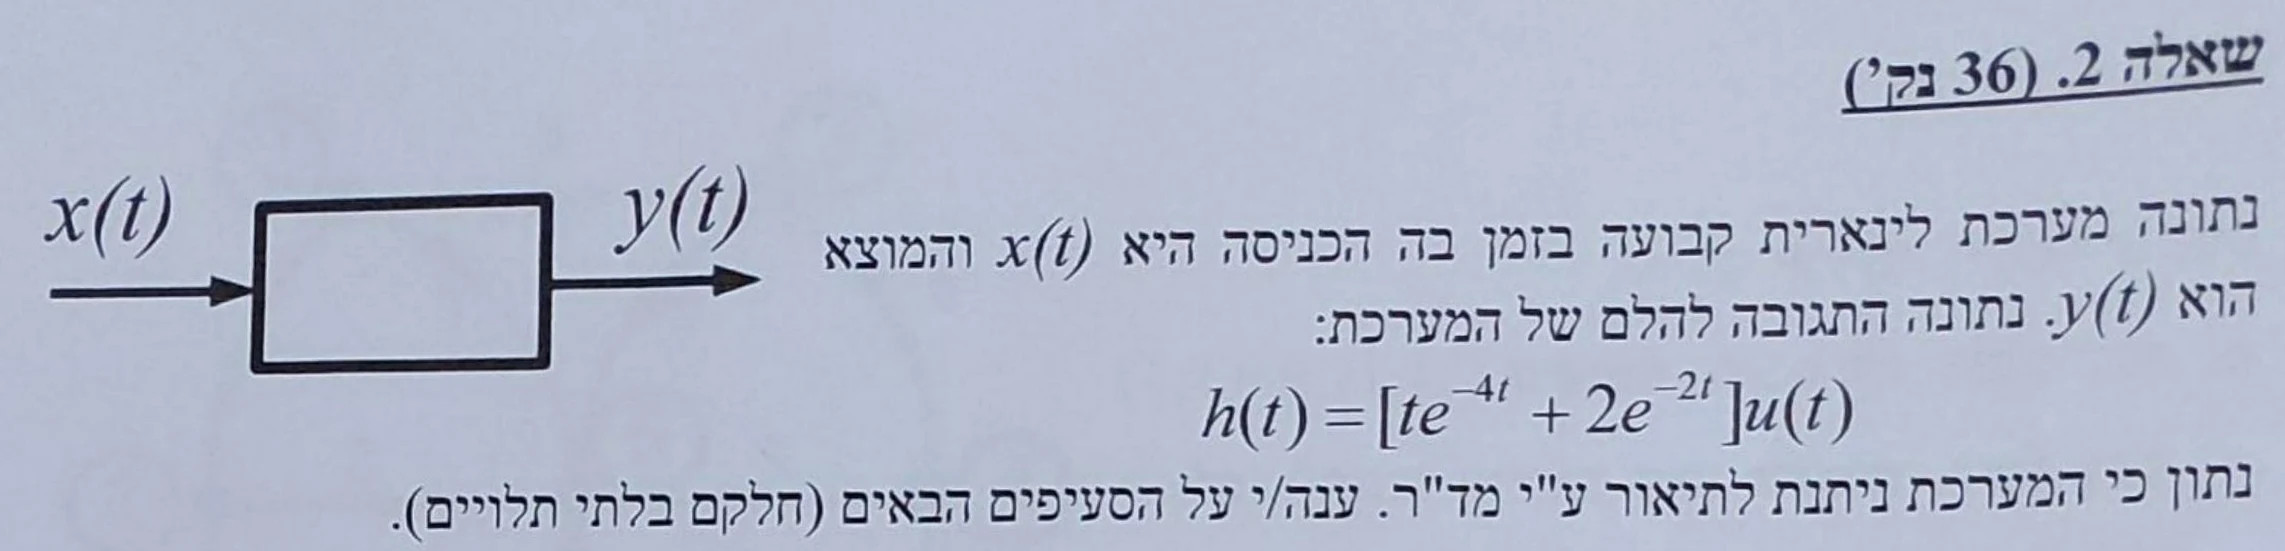 שאלה 2. (36 נק')
x(t)
y(t)
נתונה מערכת לינארית קבועה בזמן בה הכניסה היא x(t) והמוצא
הוא y(t). נתונה התגובה להלם של המערכת:
h(t) = [te^{-4t} + 2e^{-2t}]u(t)
נתון כי המערכת ניתנת לתיאור ע"י מד"ר. ענה/י על הסעיפים הבאים (חלקם בלתי תלויים).